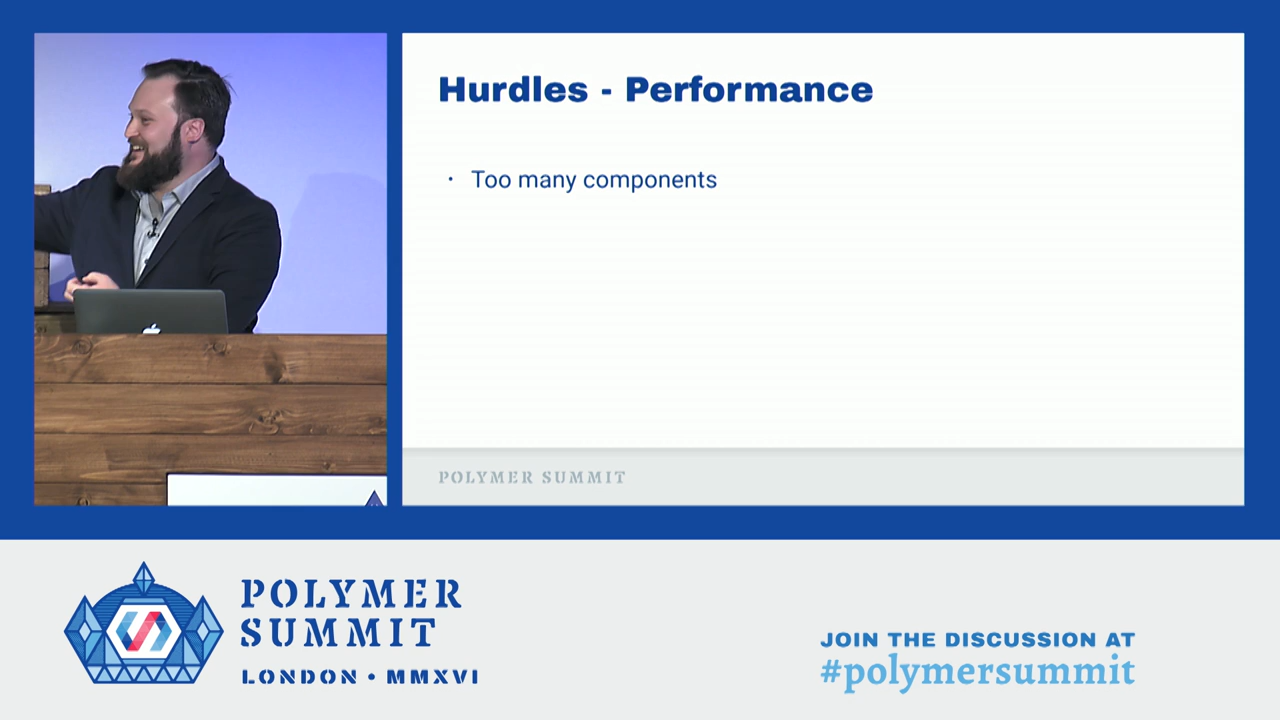 Hurdles - Performance
· Too many components
POLYMER SUMMIT
POLYMER
SUMMIT
LONDON • MMXVI
JOIN THE DISCUSSION AT
#polymersummit